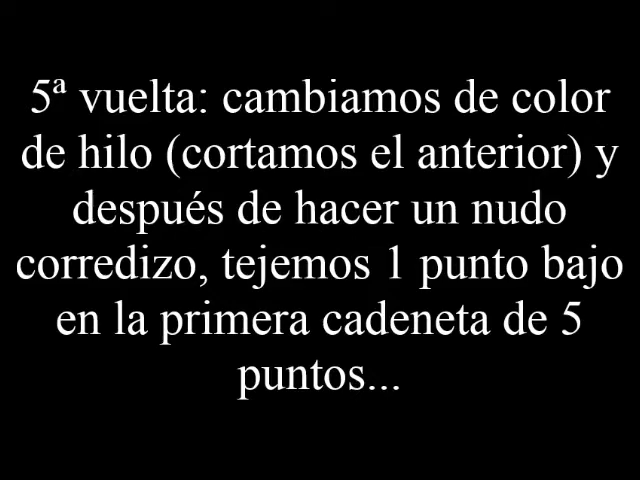 5ª vuelta: cambiamos de color
de hilo (cortamos el anterior) y
después de hacer un nudo
corredizo, tejemos 1 punto bajo
en la primera cadeneta de 5
puntos...